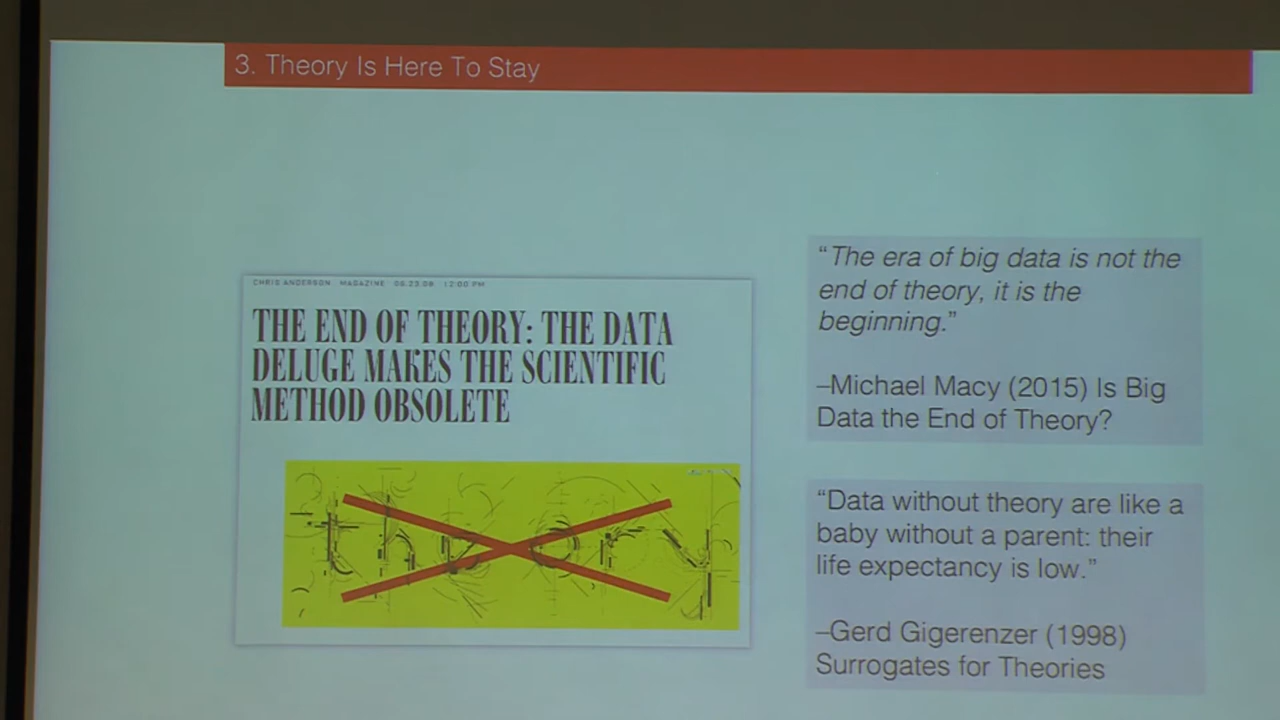 3. Theory Is Here To Stay
CHRIS ANDERSON MAGAZINE 06.23.08 12:00 PM
THE END OF THEORY: THE DATA
DELUGE MAKES THE SCIENTIFIC
METHOD OBSOLETE
“The era of big data is not the
end of theory, it is the
beginning.”
–Michael Macy (2015) Is Big
Data the End of Theory?
“Data without theory are like a
baby without a parent: their
life expectancy is low.”
–Gerd Gigerenzer (1998)
Surrogates for Theories